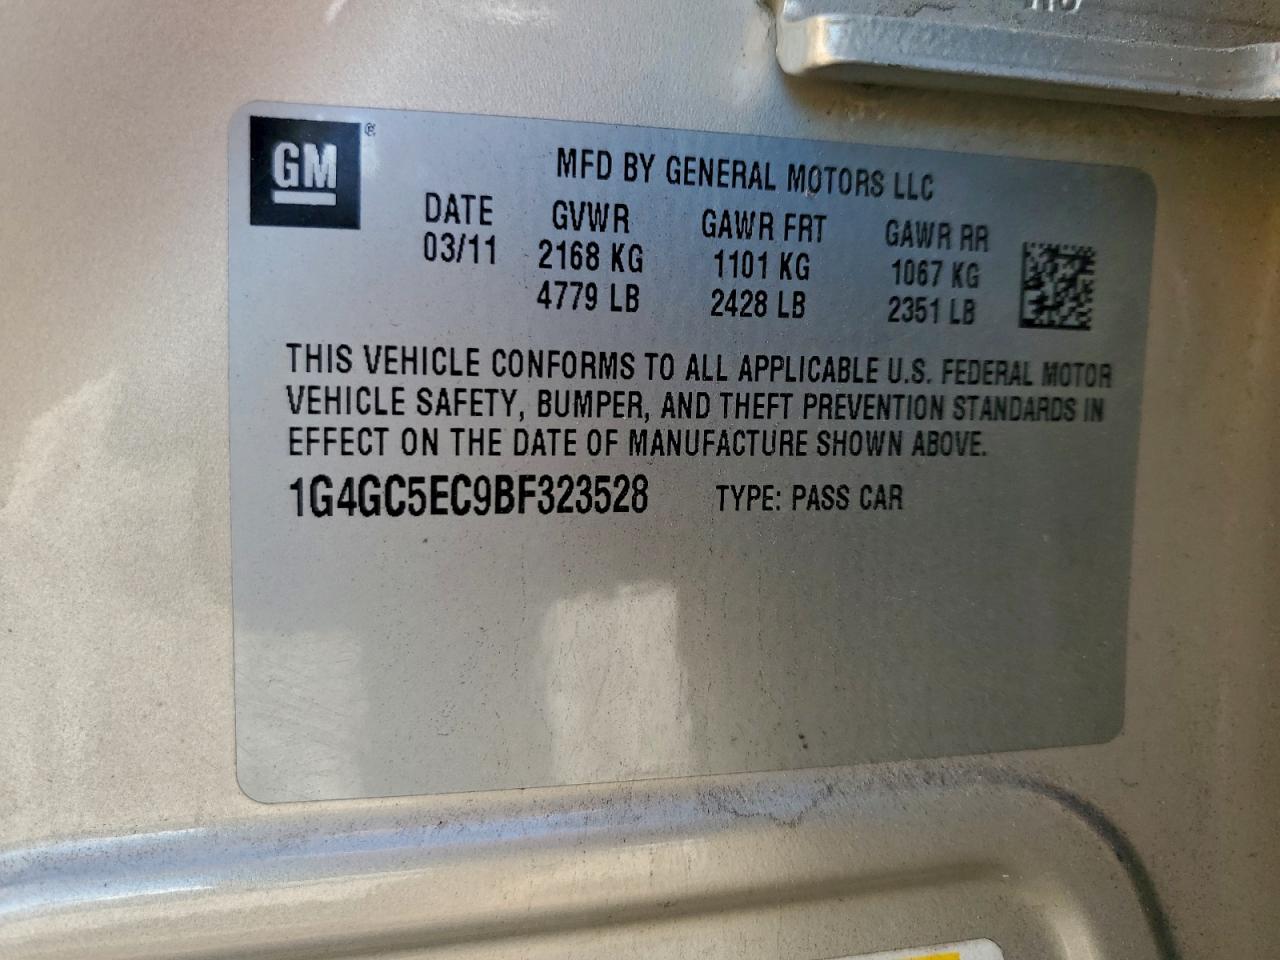 GM
MFD BY GENERAL MOTORS LLC
DATE GVWR GAWR FRT GAWR RR
03/11 2168 KG 1101 KG 1067 KG
4779 LB 2428 LB 2351 LB
THIS VEHICLE CONFORMS TO ALL APPLICABLE U.S. FEDERAL MOTOR
VEHICLE SAFETY, BUMPER, AND THEFT PREVENTION STANDARDS IN
EFFECT ON THE DATE OF MANUFACTURE SHOWN ABOVE.
1G4GC5EC9BF323528 TYPE: PASS CAR